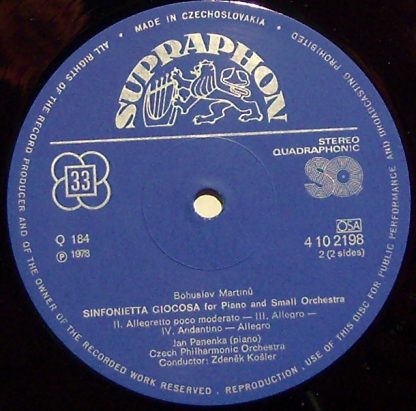 • MADE IN CZECHOSLOVAKIA •
ALL RIGHTS OF THE RECORD PRODUCER AND OF THE OWNER OF THE RECORDED WORK RESERVED . REPRODUCTION . USE OF THIS DISC FOR PUBLIC PERFORMANCE AND BROADCASTING PROHIBITED
SUPRAPHON
STEREO
QUADRAPHONIC
33
SQ
Q 184
OSA
Ⓟ 1973
4 10 2198
2 (2 sides)
Bohuslav Martinů
SINFONIETTA GIOCOSA for Piano and Small Orchestra
II. Allegretto poco moderato — III. Allegro —
IV. Andantino — Allegro
Jan Panenka (piano)
Czech Philharmonic Orchestra
Conductor: Zdeněk Košler